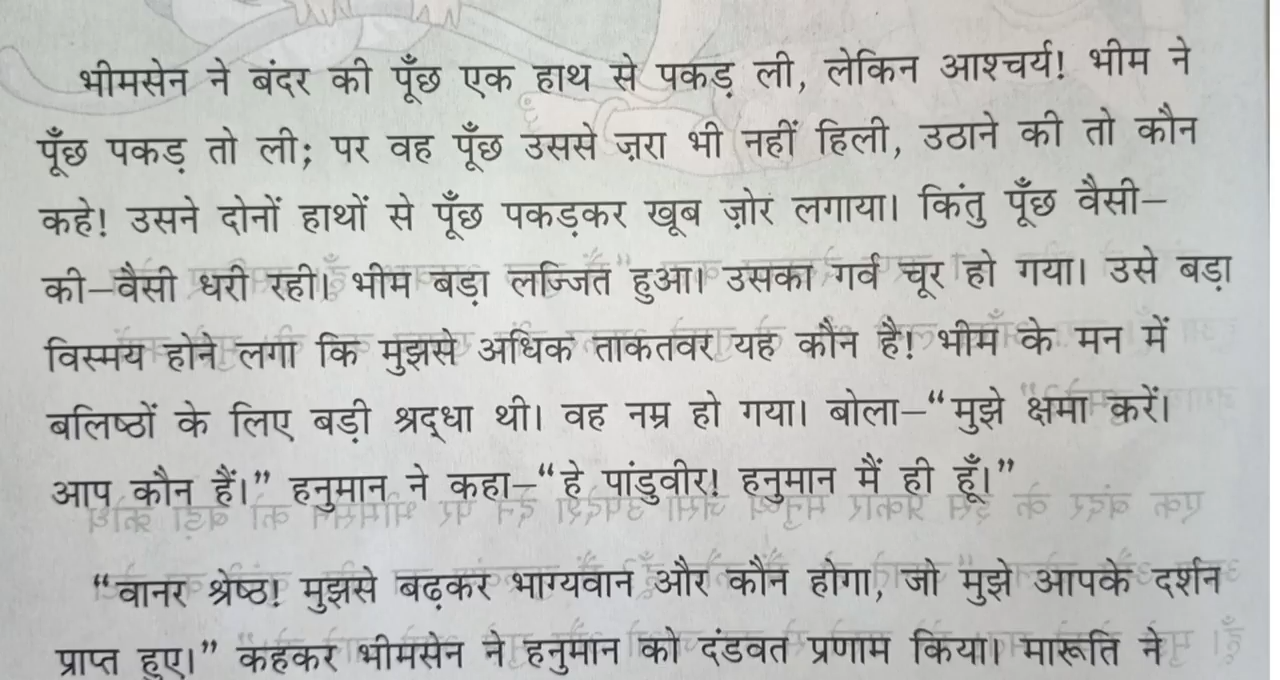 भीमसेन ने बंदर की पूँछ एक हाथ से पकड़ ली, लेकिन आश्चर्य! भीम ने
पूँछ पकड़ तो ली; पर वह पूँछ उससे ज़रा भी नहीं हिली, उठाने की तो कौन
कहे! उसने दोनों हाथों से पूँछ पकड़कर खूब ज़ोर लगाया। किंतु पूँछ वैसी–
की–वैसी धरी रही। भीम बड़ा लज्जित हुआ। उसका गर्व चूर हो गया। उसे बड़ा
विस्मय होने लगा कि मुझसे अधिक ताकतवर यह कौन है! भीम के मन में
बलिष्ठों के लिए बड़ी श्रद्‌धा थी। वह नम्र हो गया। बोला–“मुझे क्षमा करें।
आप कौन हैं।” हनुमान ने कहा–“हे पांडुवीर! हनुमान मैं ही हूँ।”
“वानर श्रेष्ठ! मुझसे बढ़कर भाग्यवान और कौन होगा, जो मुझे आपके दर्शन
प्राप्त हुए।” कहकर भीमसेन ने हनुमान को दंडवत प्रणाम किया। मारूति ने